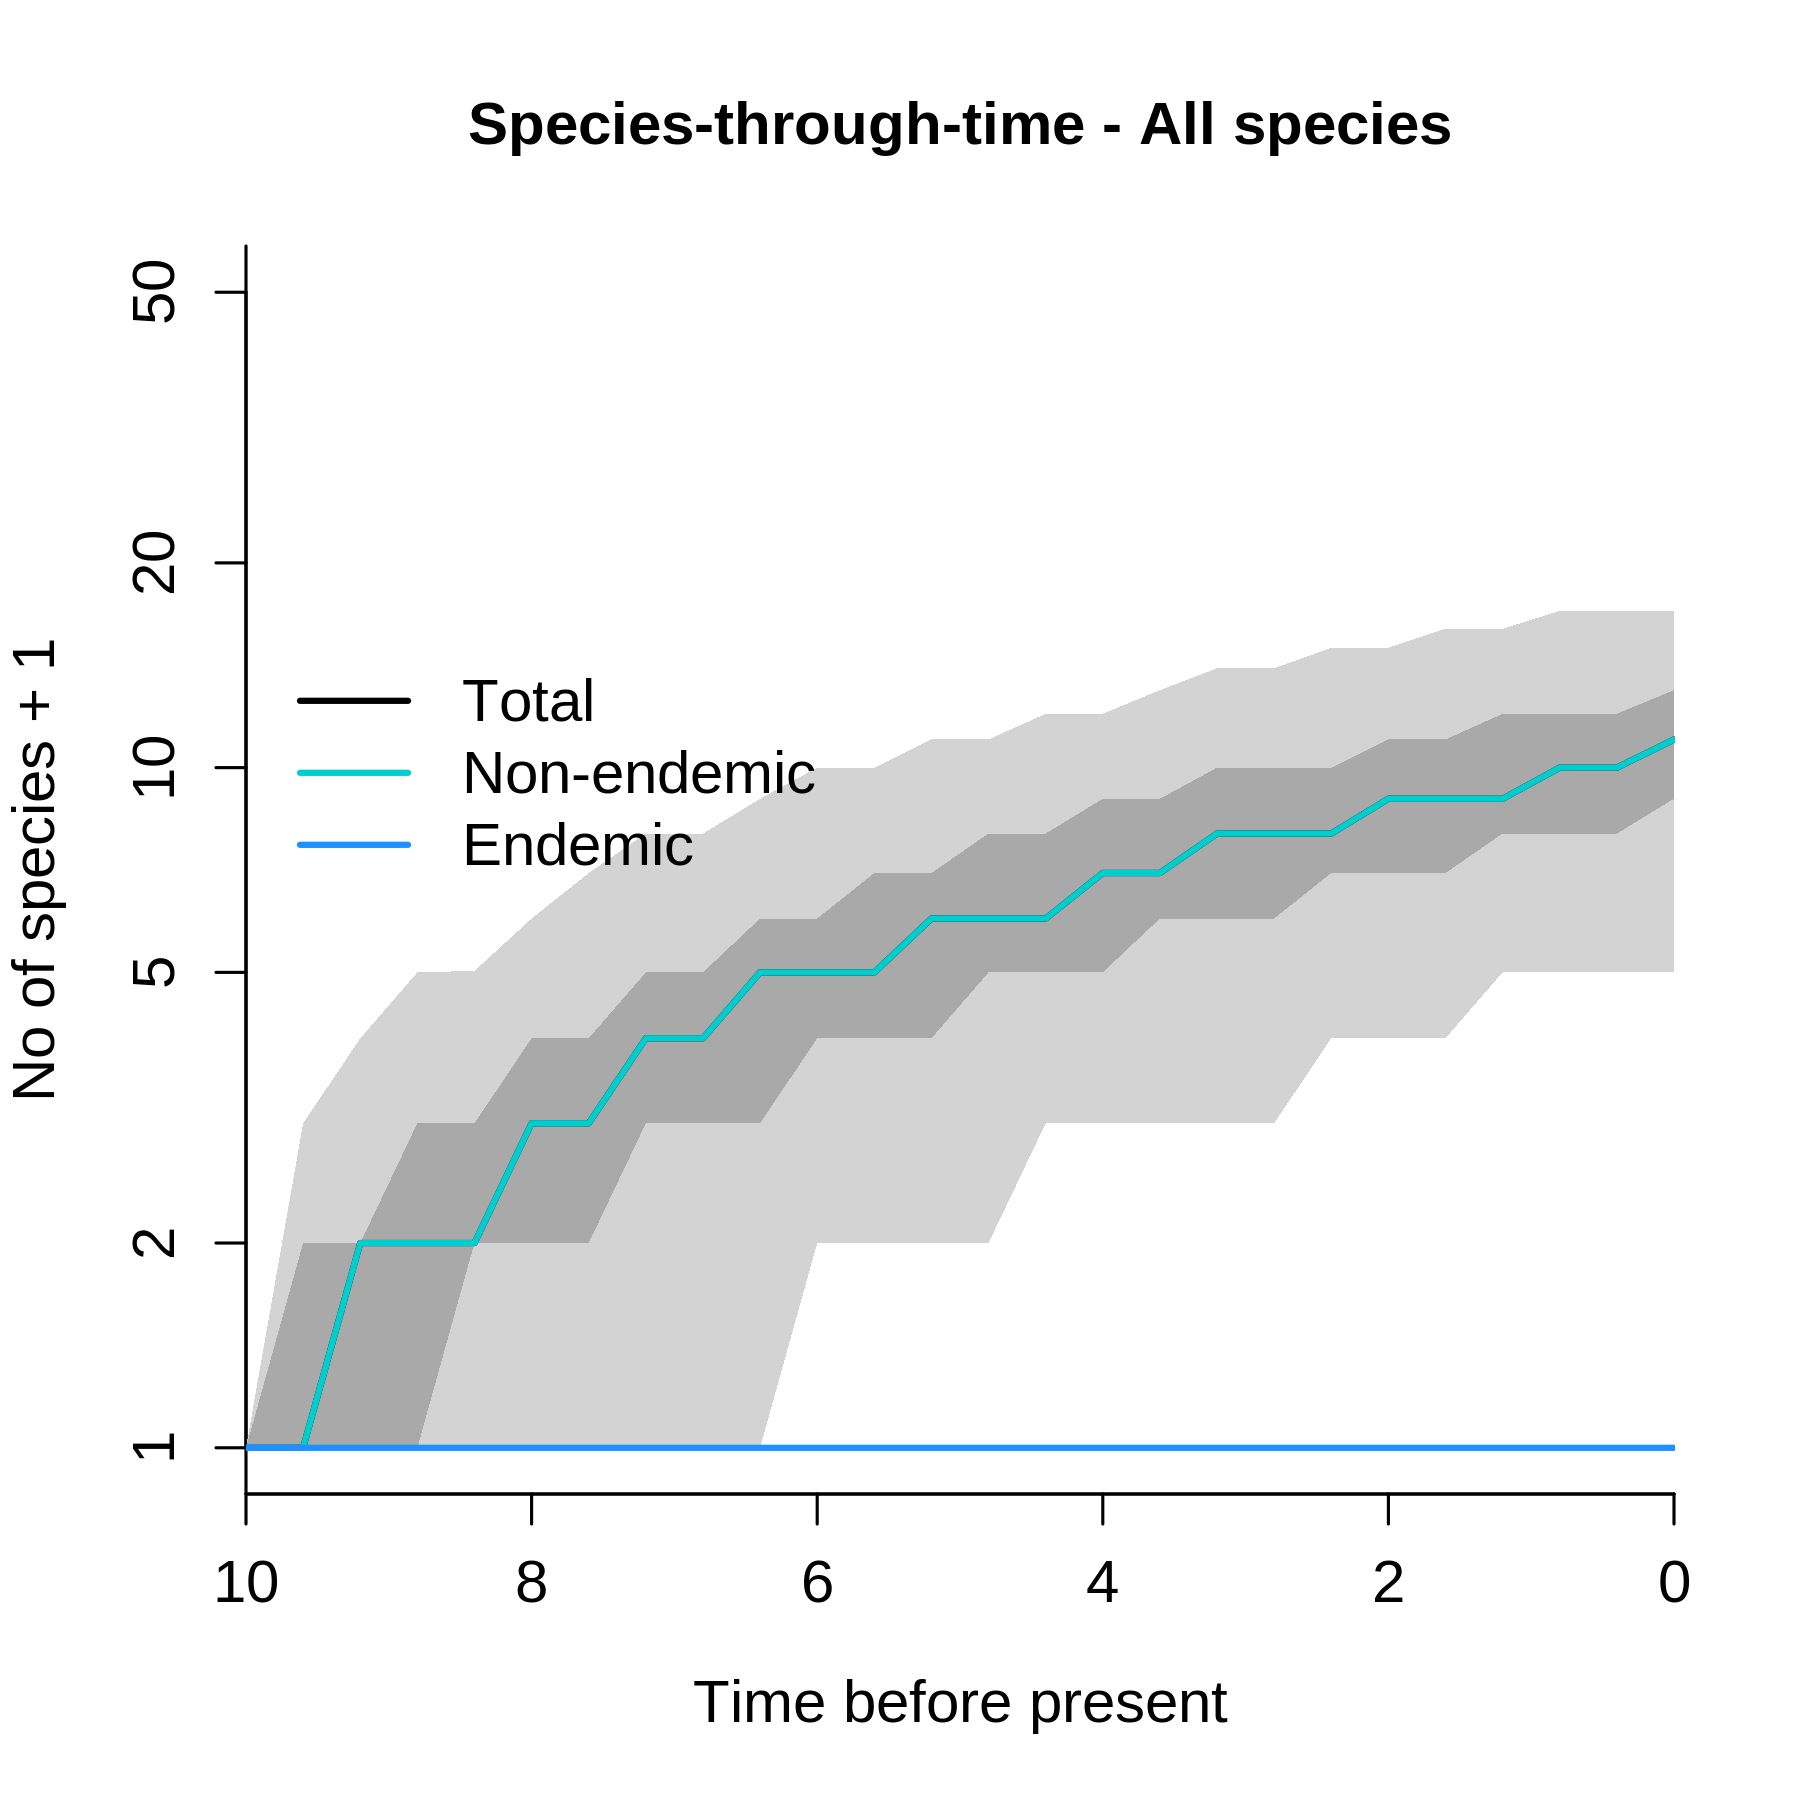 Species-through-time - All species
No of species + 1
50
20
10
5
2
1
Total
Non-endemic
Endemic
10 8 6 4 2 0
Time before present